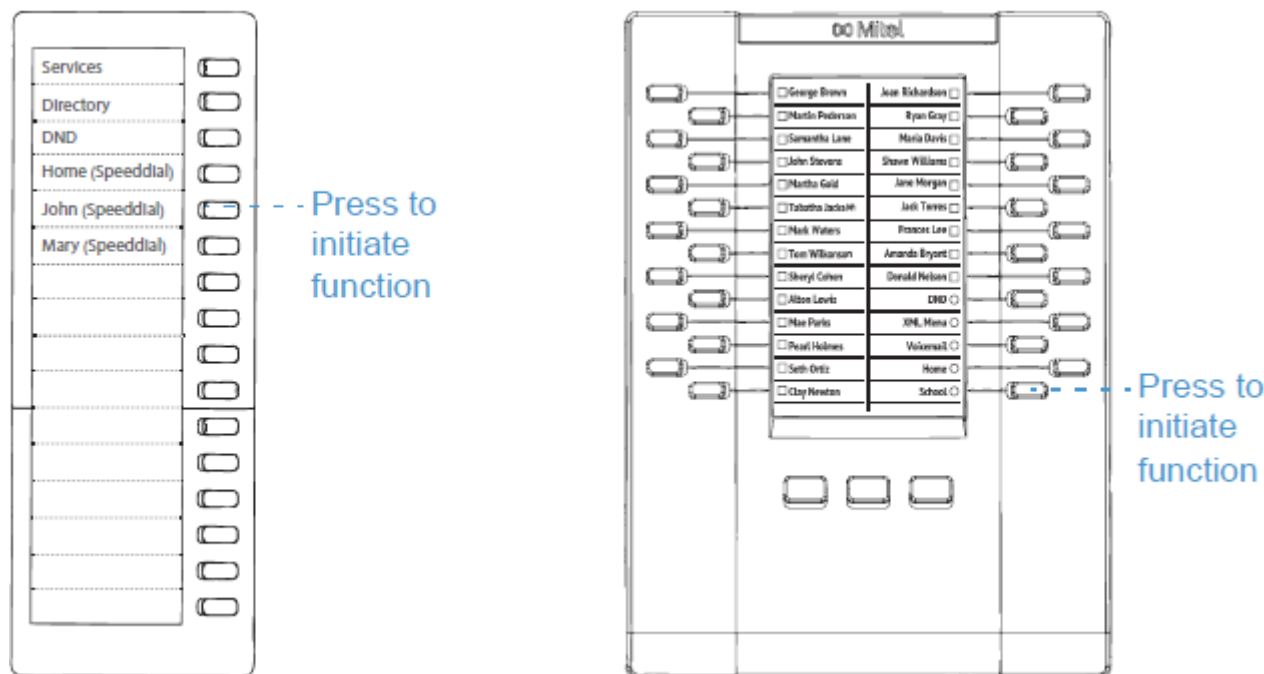 Services
Directory
DND
Home (Speeddial)
John (Speeddial)
Mary (Speeddial)
Press to
initiate
function
Mitel
George Brown Joan Richardson
Martin Pedersen Ryan Gray
Samantha Lane Maria Davis
John Stevens Shawn Williams
Martha Gold Jane Morgan
Tabatha Jack Torres
Mark Waters Frances Lee
Tom Wilkinson Amanda Bryant
Sheryl Cohen Donald Nelson
Alton Lewis DND
Mae Parks XML Menu
Pearl Holmes Voicemail
Seth Ortiz Home
Clay Newton School
Press to
initiate
function